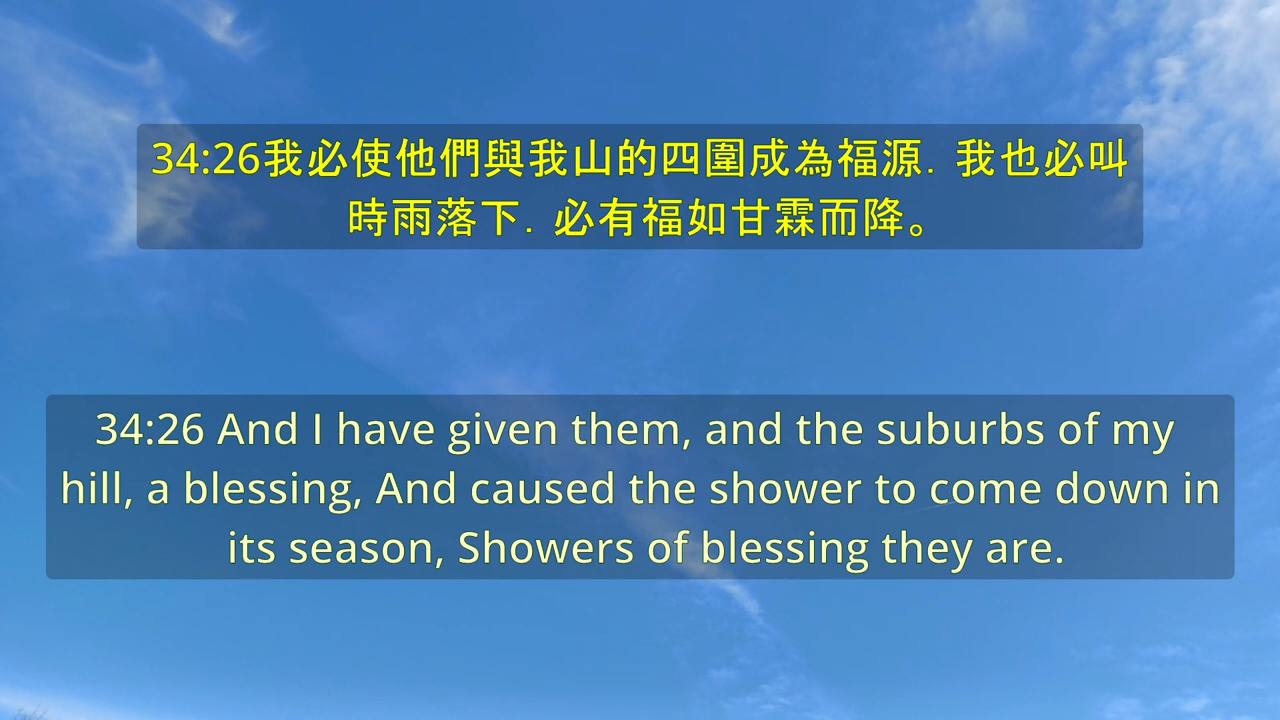 34:26我必使他們與我山的四圍成為福源．我也必叫
時雨落下．必有福如甘霖而降。
34:26 And I have given them, and the suburbs of my
hill, a blessing, And caused the shower to come down in
its season, Showers of blessing they are.